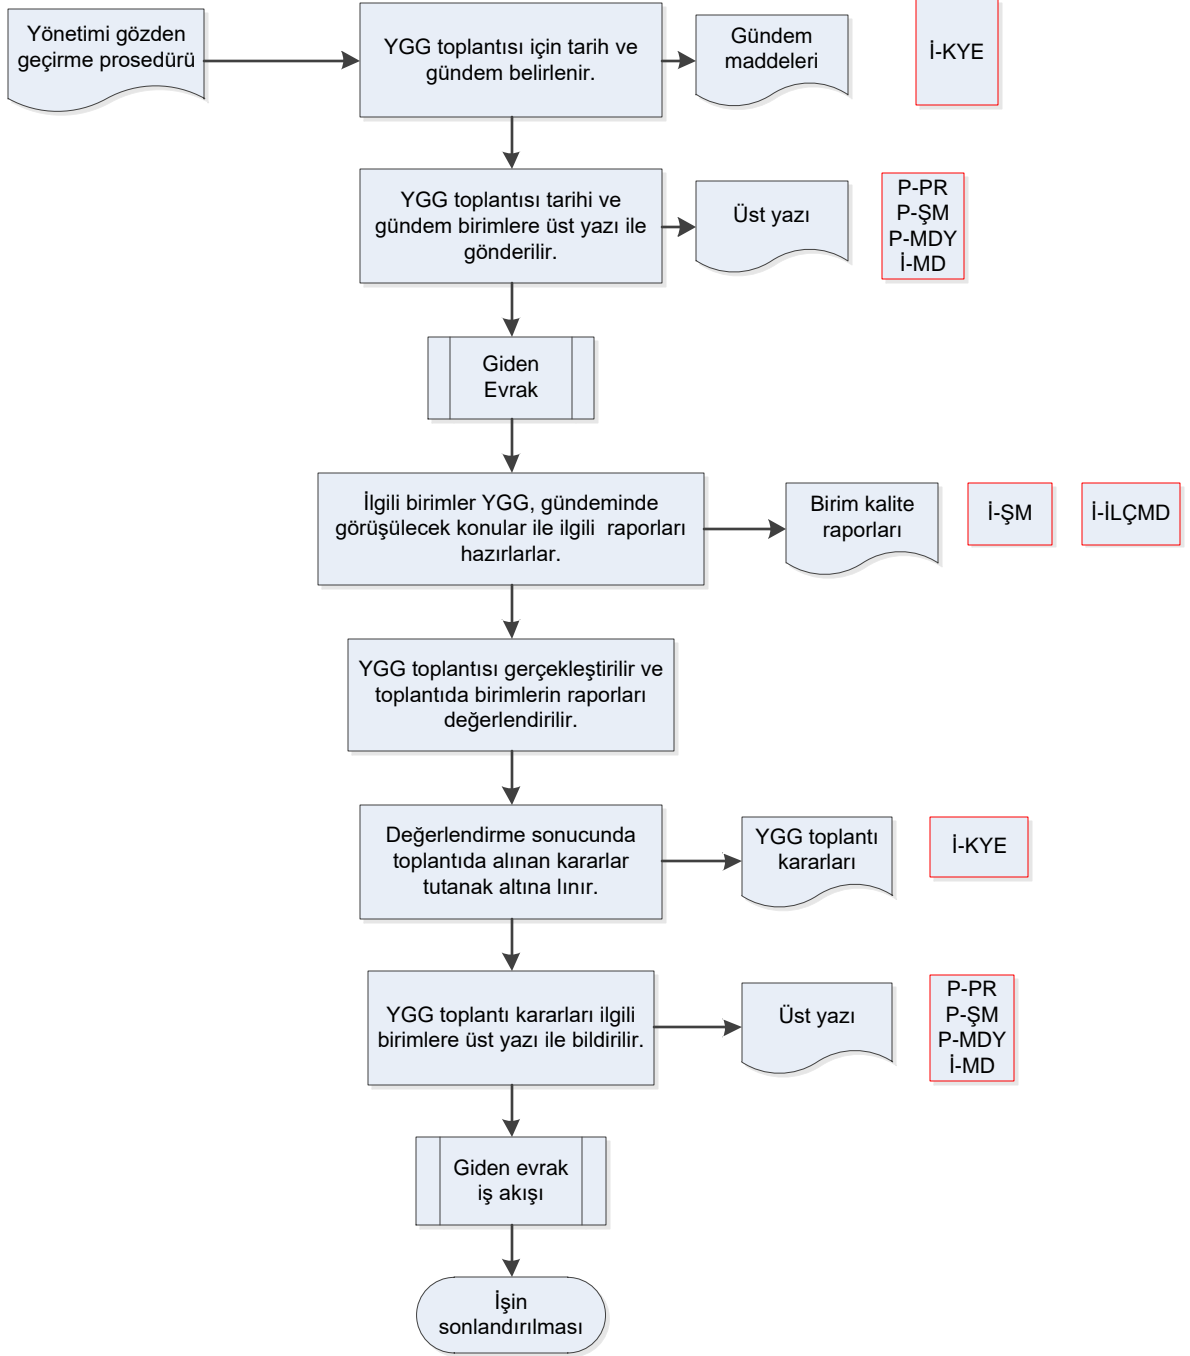 Yönetimi gözden
geçirme prosedürü
YGG toplantısı için tarih ve
gündem belirlenir.
Gündem
maddeleri
İ-KYE
YGG toplantısı tarihi ve
gündem birimlere üst yazı ile
gönderilir.
Üst yazı
P-PR
P-ŞM
P-MDY
İ-MD
Giden
Evrak
İlgili birimler YGG, gündeminde
görüşülecek konular ile ilgili  raporları
hazırlarlar.
Birim kalite
raporları
İ-ŞM
İ-İLÇMD
YGG toplantısı gerçekleştirilir ve
toplantıda birimlerin raporları
değerlendirilir.
Değerlendirme sonucunda
toplantıda alınan kararlar
tutanak altına lınır.
YGG toplantı
kararları
İ-KYE
YGG toplantı kararları ilgili
birimlere üst yazı ile bildirilir.
Üst yazı
P-PR
P-ŞM
P-MDY
İ-MD
Giden evrak
iş akışı
İşin
sonlandırılması